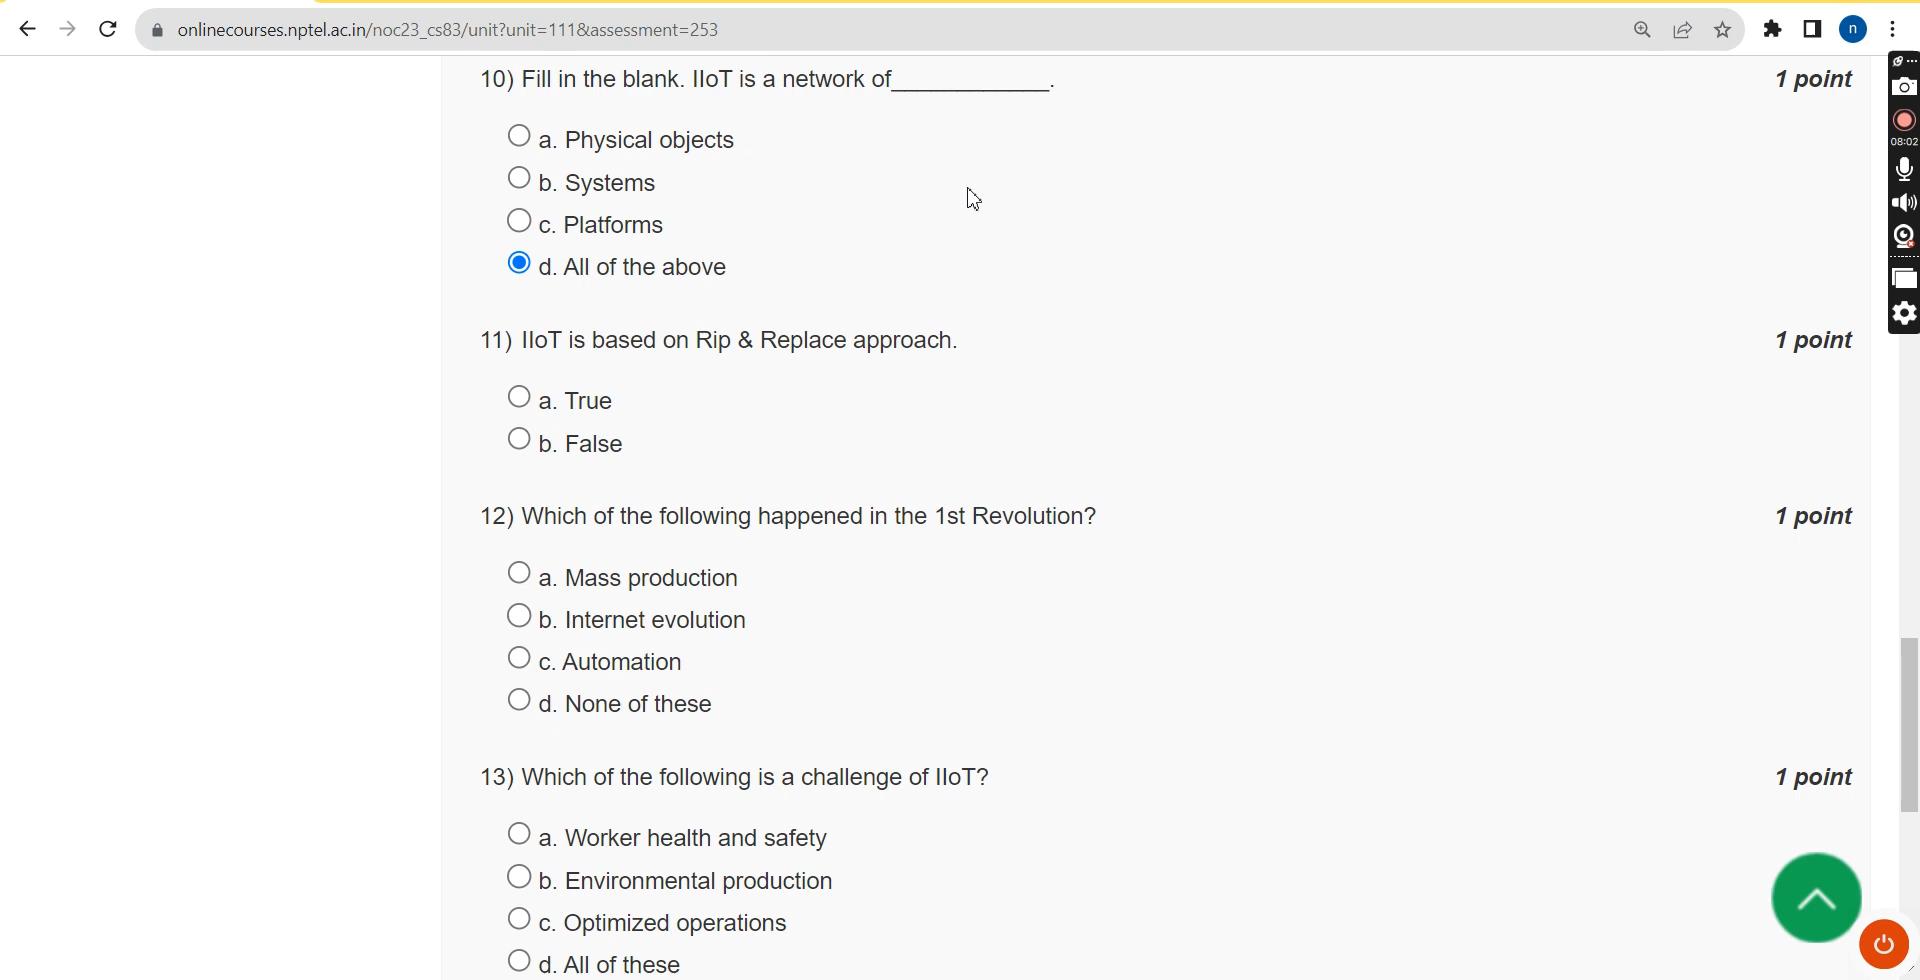 onlinecourses.nptel.ac.in/noc23_cs83/unit?unit=111&assessment=253
n
10) Fill in the blank. IIoT is a network of____________.
1 point
a. Physical objects
b. Systems
c. Platforms
d. All of the above
08:02
11) IIoT is based on Rip & Replace approach.
1 point
a. True
b. False
12) Which of the following happened in the 1st Revolution?
1 point
a. Mass production
b. Internet evolution
c. Automation
d. None of these
13) Which of the following is a challenge of IIoT?
1 point
a. Worker health and safety
b. Environmental production
c. Optimized operations
d. All of these